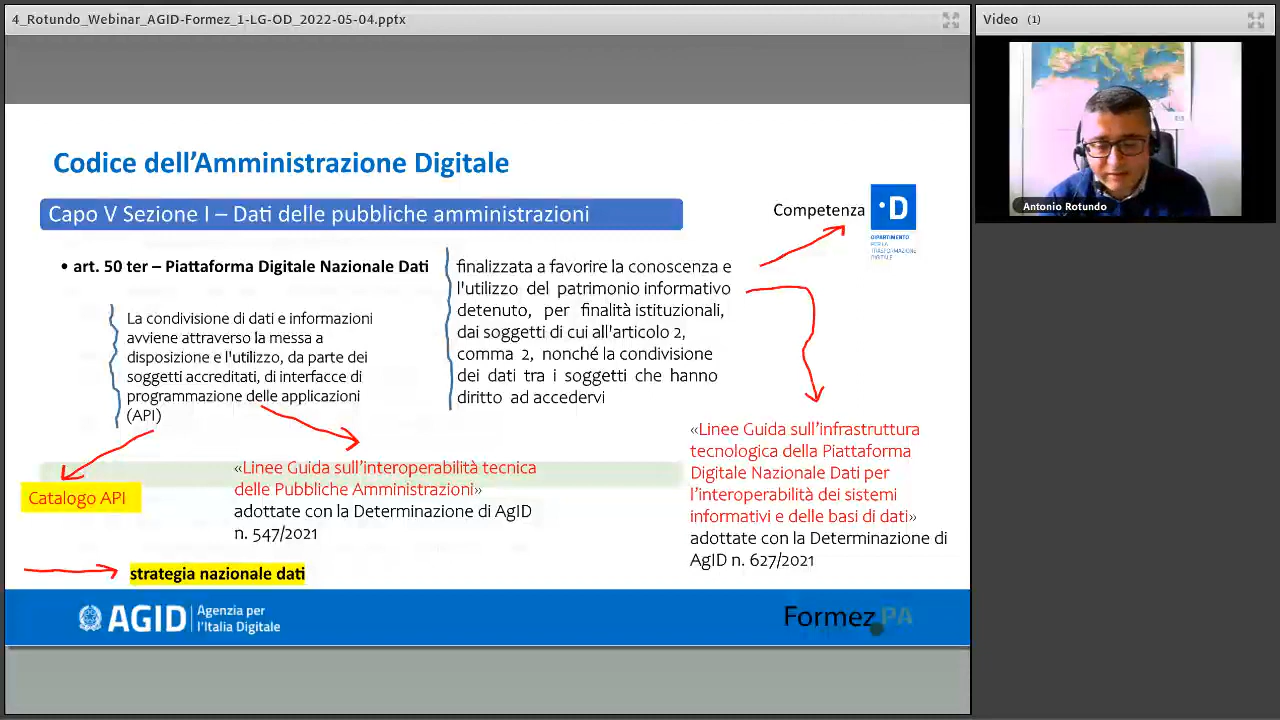 4_Rotundo_Webinar_AGID-Formez_1-LG-OD_2022-05-04.pptx
Video (1)
Antonio Rotundo
Codice dell'Amministrazione Digitale
Capo V Sezione I – Dati delle pubbliche amministrazioni
Competenza
D
DIPARTIMENTO
PER LA
TRASFORMAZIONE
DIGITALE
• art. 50 ter – Piattaforma Digitale Nazionale Dati
finalizzata a favorire la conoscenza e
l'utilizzo del patrimonio informativo
detenuto, per finalità istituzionali,
dai soggetti di cui all'articolo 2,
comma 2, nonché la condivisione
dei dati tra i soggetti che hanno
diritto ad accedervi
La condivisione di dati e informazioni
avviene attraverso la messa a
disposizione e l'utilizzo, da parte dei
soggetti accreditati, di interfacce di
programmazione delle applicazioni
(API)
Catalogo API
«Linee Guida sull'interoperabilità tecnica
delle Pubbliche Amministrazioni»
adottate con la Determinazione di AgID
n. 547/2021
«Linee Guida sull'infrastruttura
tecnologica della Piattaforma
Digitale Nazionale Dati per
l'interoperabilità dei sistemi
informativi e delle basi di dati»
adottate con la Determinazione di
AgID n. 627/2021
strategia nazionale dati
AGID
Agenzia per
l'Italia Digitale
Formez PA